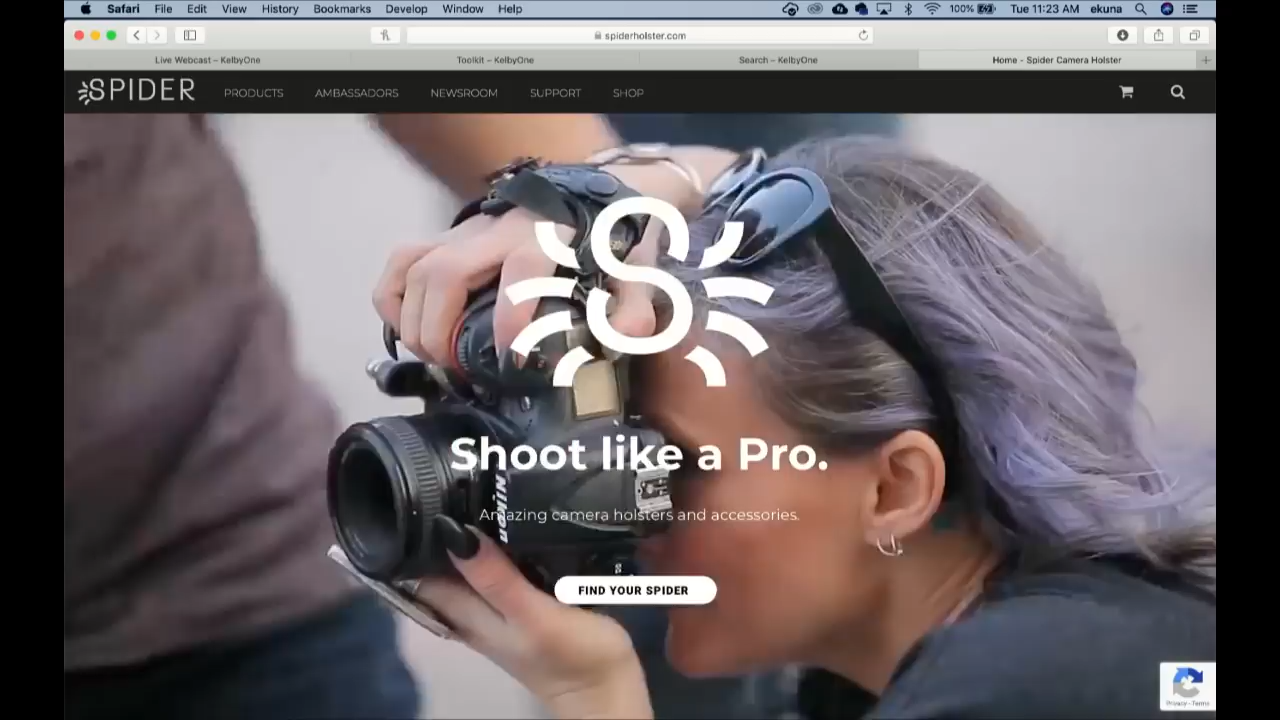 Safari File Edit View History Bookmarks Develop Window Help 100% Tue 11:23 AM ekuna
spiderholster.com
Live Webcast – KelbyOne Toolkit – KelbyOne Search – KelbyOne Home - Spider Camera Holster
SPIDER PRODUCTS AMBASSADORS NEWSROOM SUPPORT SHOP
S
Shoot like a Pro.
NIKON
Amazing camera holsters and accessories.
FIND YOUR SPIDER
Privacy - Terms